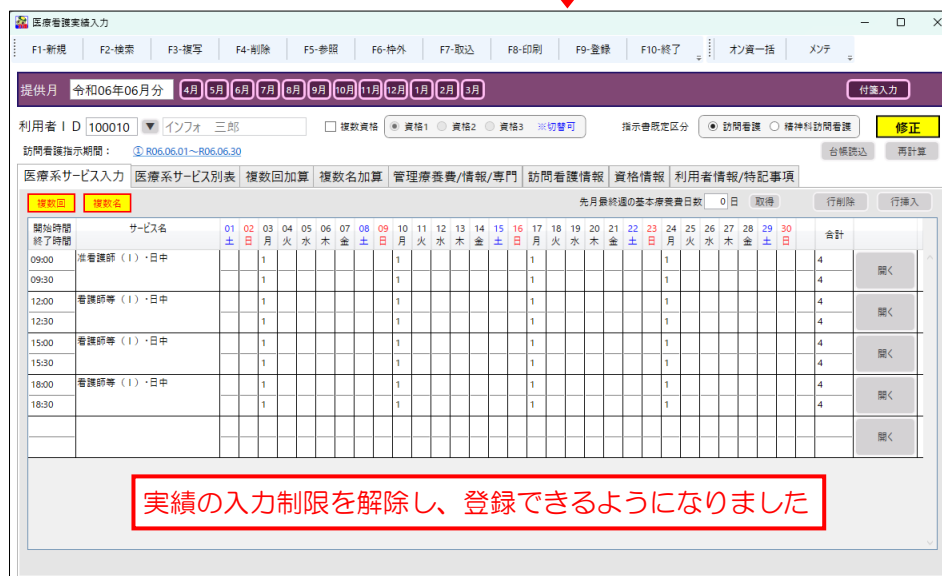 医療看護実績入力
F1-新規 F2-検索 F3-複写 F4-削除 F5-参照 F6-枠外 F7-取込 F8-印刷 F9-登録 F10-終了 オン資一括 メンテ
提供月 令和06年06月分 4月 5月 6月 7月 8月 9月 10月 11月 12月 1月 2月 3月 付箋入力
利用者ＩＤ 100010 インフォ 三郎 複数資格 資格1 資格2 資格3 ※切替可 指示書既定区分 訪問看護 精神科訪問看護 修正
訪問看護指示期間： ① R06.06.01～R06.06.30 台帳読込 再計算
医療系サービス入力 医療系サービス別表 複数回加算 複数名加算 管理療養費/情報/専門 訪問看護情報 資格情報 利用者情報/特記事項
複数回 複数名 先月最終週の基本療養費日数 0 日 取得 行削除 行挿入
開始時間 サービス名 01 02 03 04 05 06 07 08 09 10 11 12 13 14 15 16 17 18 19 20 21 22 23 24 25 26 27 28 29 30 合計
終了時間 土 日 月 火 水 木 金 土 日 月 火 水 木 金 土 日 月 火 水 木 金 土 日 月 火 水 木 金 土 日
09:00 准看護師（Ⅰ）・日中 1 1 1 1 4 開く
09:30 1 1 1 1 4
12:00 看護師等（Ⅰ）・日中 1 1 1 1 4 開く
12:30 1 1 1 1 4
15:00 看護師等（Ⅰ）・日中 1 1 1 1 4 開く
15:30 1 1 1 1 4
18:00 看護師等（Ⅰ）・日中 1 1 1 1 4 開く
18:30 1 1 1 1 4
開く
実績の入力制限を解除し、登録できるようになりました